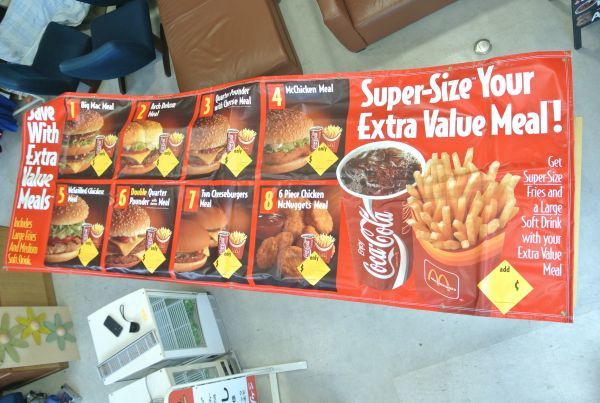 Save
With
Extra
Value
Meals
Includes
Large Fries
And Medium
Soft Drink
1 Big Mac Meal
2 Arch Deluxe
Meal
3 Quarter Pounder
with Cheese Meal
4 McChicken Meal
5 McGrilled Chicken
Meal
6 Double Quarter
Pounder with Meal
7 Two Cheeseburgers
Meal
8 6 Piece Chicken
McNuggets Meal
only
$
Super-Size™ Your
Extra Value Meal!
Enjoy
Coca-Cola
Get
Super Size
Fries and
a Large
Soft Drink
with your
Extra Value
Meal
add
¢